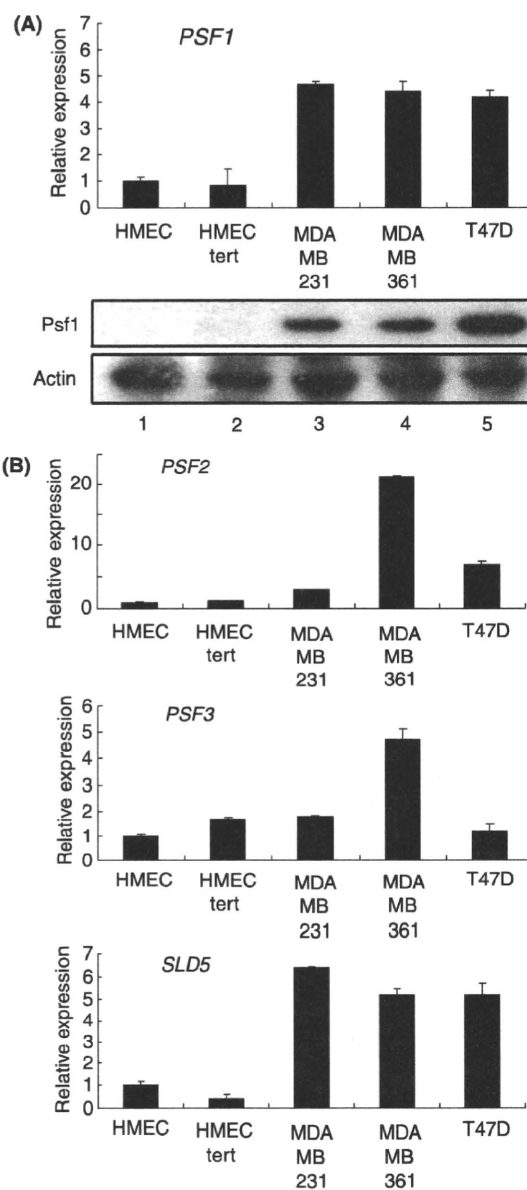 (A)
PSF1
Relative expression
7
6
5
4
3
2
1
0
HMEC HMEC tert MDA MB 231 MDA MB 361 T47D
Psf1
Actin
1 2 3 4 5
(B)
PSF2
Relative expression
20
10
0
HMEC HMEC tert MDA MB 231 MDA MB 361 T47D
PSF3
Relative expression
6
5
4
3
2
1
0
HMEC HMEC tert MDA MB 231 MDA MB 361 T47D
SLD5
Relative expression
7
6
5
4
3
2
1
0
HMEC HMEC tert MDA MB 231 MDA MB 361 T47D